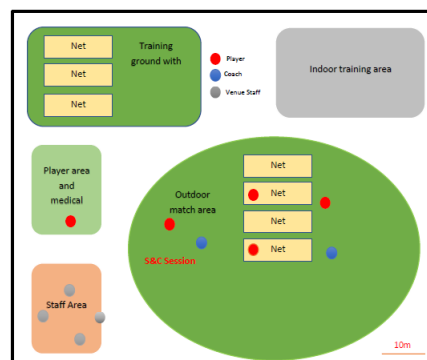 Net
Net
Net
Training
ground with
Player
Coach
Venue Staff
Indoor training area
Player area
and
medical
Outdoor
match area
Net
Net
Net
Net
S&C Session
Staff Area
10m